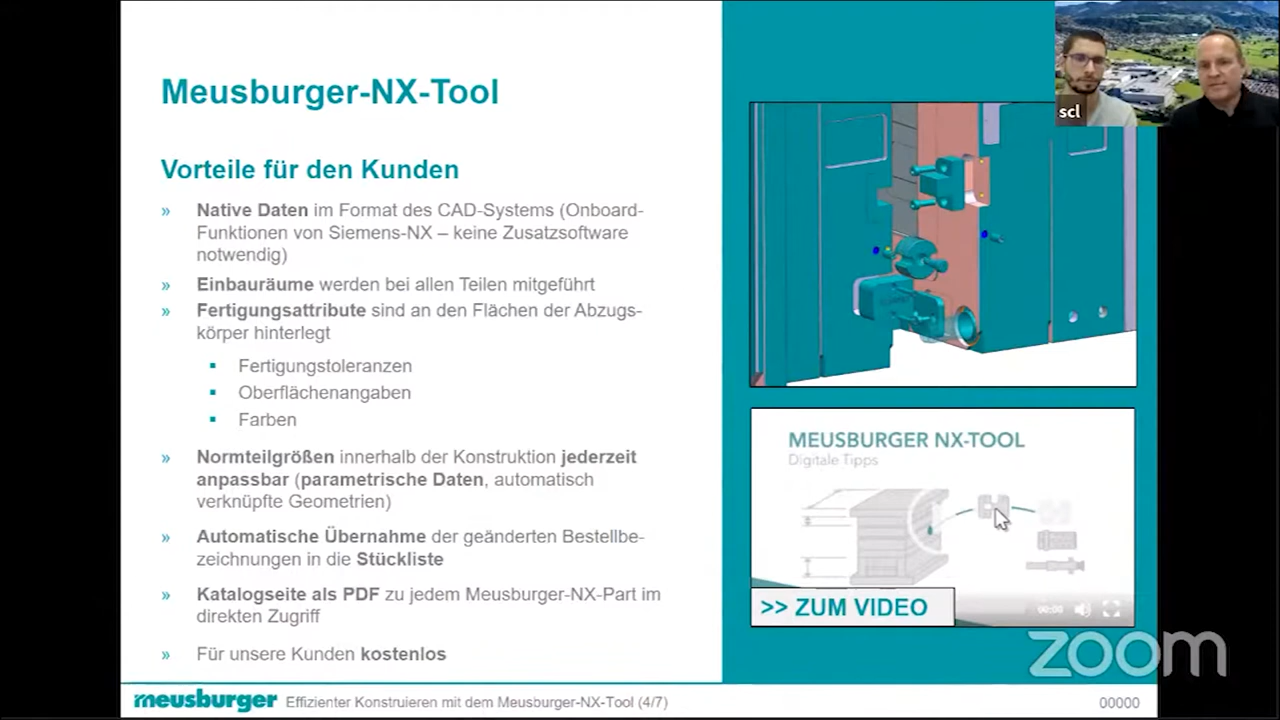 Meusburger-NX-Tool
Vorteile für den Kunden
» Native Daten im Format des CAD-Systems (Onboard-
Funktionen von Siemens-NX – keine Zusatzsoftware
notwendig)
» Einbauräume werden bei allen Teilen mitgeführt
» Fertigungsattribute sind an den Flächen der Abzugs-
körper hinterlegt
▪ Fertigungstoleranzen
▪ Oberflächenangaben
▪ Farben
» Normteilgrößen innerhalb der Konstruktion jederzeit
anpassbar (parametrische Daten, automatisch
verknüpfte Geometrien)
» Automatische Übernahme der geänderten Bestellbe-
zeichnungen in die Stückliste
» Katalogseite als PDF zu jedem Meusburger-NX-Part im
direkten Zugriff
» Für unsere Kunden kostenlos
scl
MEUSBURGER NX-TOOL
Digitale Tipps
00:00
>> ZUM VIDEO
zoom
meusburger Effizienter Konstruieren mit dem Meusburger-NX-Tool (4/7)
00000